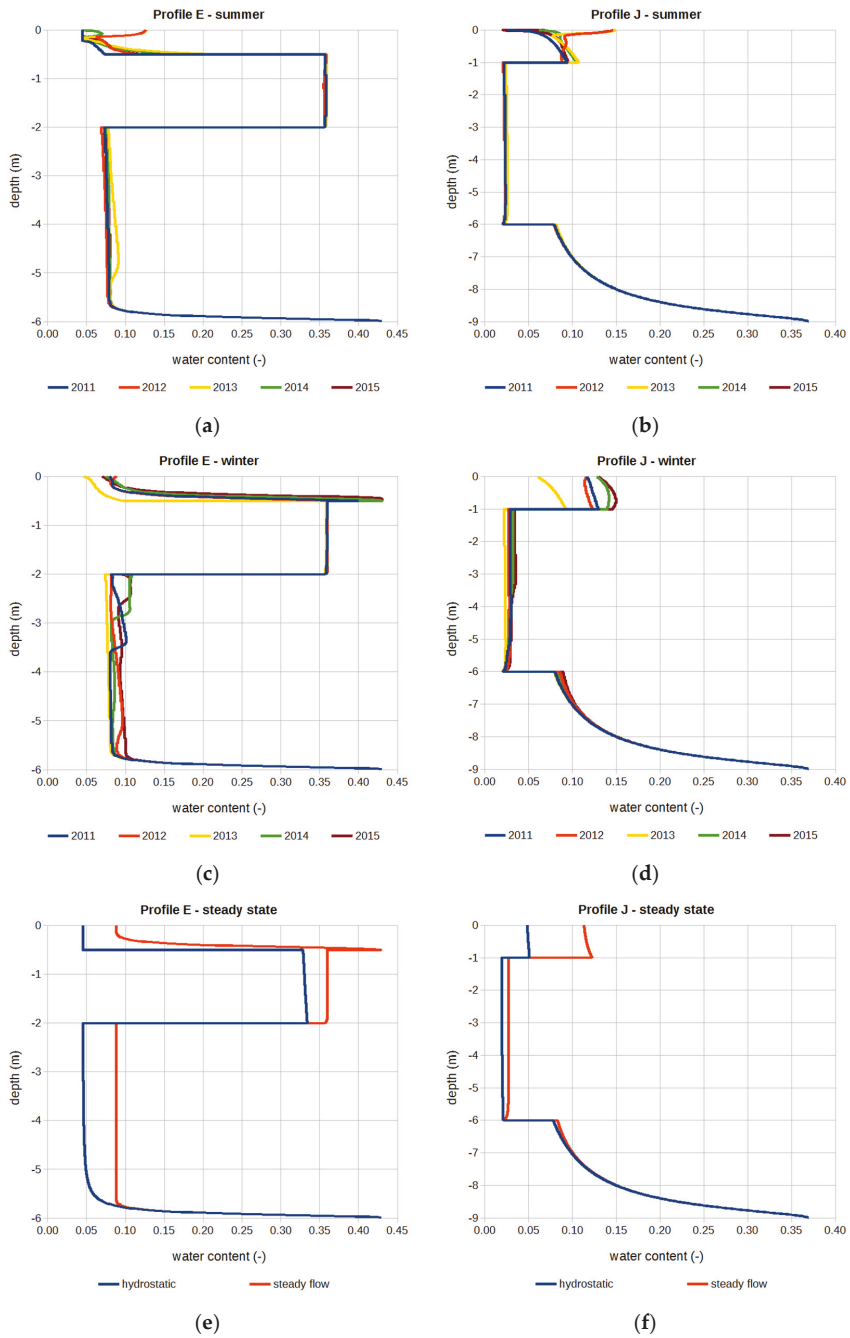 Profile E - summer
Profile J - summer
0
-1
-2
-3
-4
-5
-6
depth (m)
0.00 0.05 0.10 0.15 0.20 0.25 0.30 0.35 0.40 0.45
water content (-)
2011 2012 2013 2014 2015
(a)
0
-1
-2
-3
-4
-5
-6
-7
-8
-9
depth (m)
0.00 0.05 0.10 0.15 0.20 0.25 0.30 0.35 0.40
water content (-)
2011 2012 2013 2014 2015
(b)
Profile E - winter
0
-1
-2
-3
-4
-5
-6
depth (m)
0.00 0.05 0.10 0.15 0.20 0.25 0.30 0.35 0.40 0.45
water content (-)
2011 2012 2013 2014 2015
(c)
Profile J - winter
0
-1
-2
-3
-4
-5
-6
-7
-8
-9
depth (m)
0.00 0.05 0.10 0.15 0.20 0.25 0.30 0.35 0.40
water content (-)
2011 2012 2013 2014 2015
(d)
Profile E - steady state
0
-1
-2
-3
-4
-5
-6
depth (m)
0.00 0.05 0.10 0.15 0.20 0.25 0.30 0.35 0.40 0.45
water content (-)
hydrostatic steady flow
(e)
Profile J - steady state
0
-1
-2
-3
-4
-5
-6
-7
-8
-9
depth (m)
0.00 0.05 0.10 0.15 0.20 0.25 0.30 0.35 0.40
water content (-)
hydrostatic steady flow
(f)